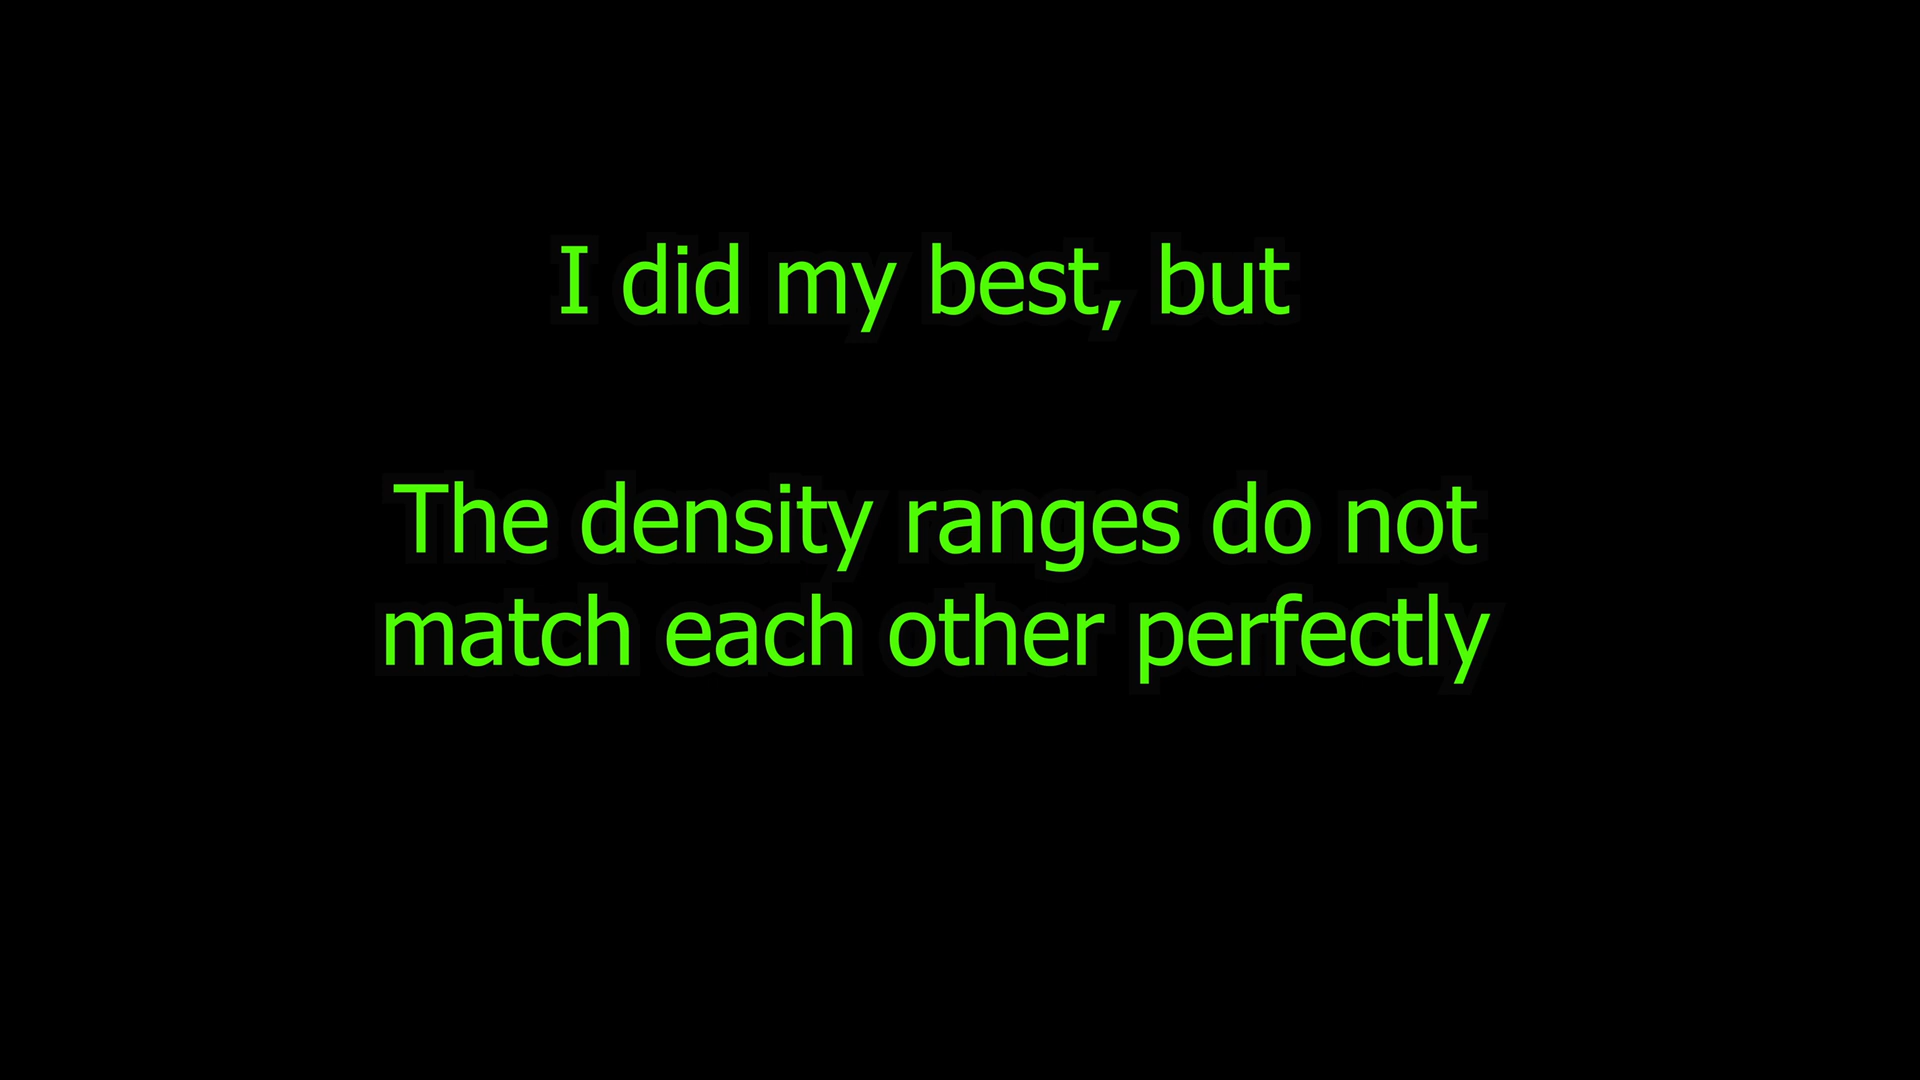 I did my best, but
The density ranges do not
match each other perfectly